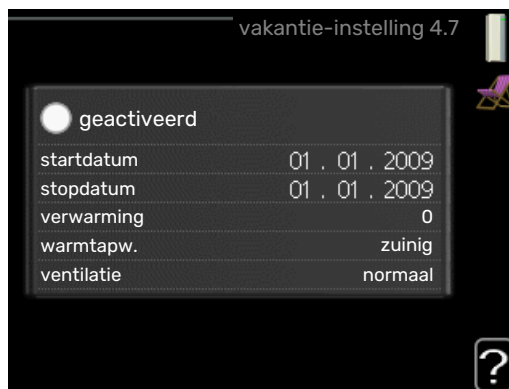 vakantie-instelling 4.7
geactiveerd
startdatum 01 . 01 . 2009
stopdatum 01 . 01 . 2009
verwarming 0
warmtapw. zuinig
ventilatie normaal
?